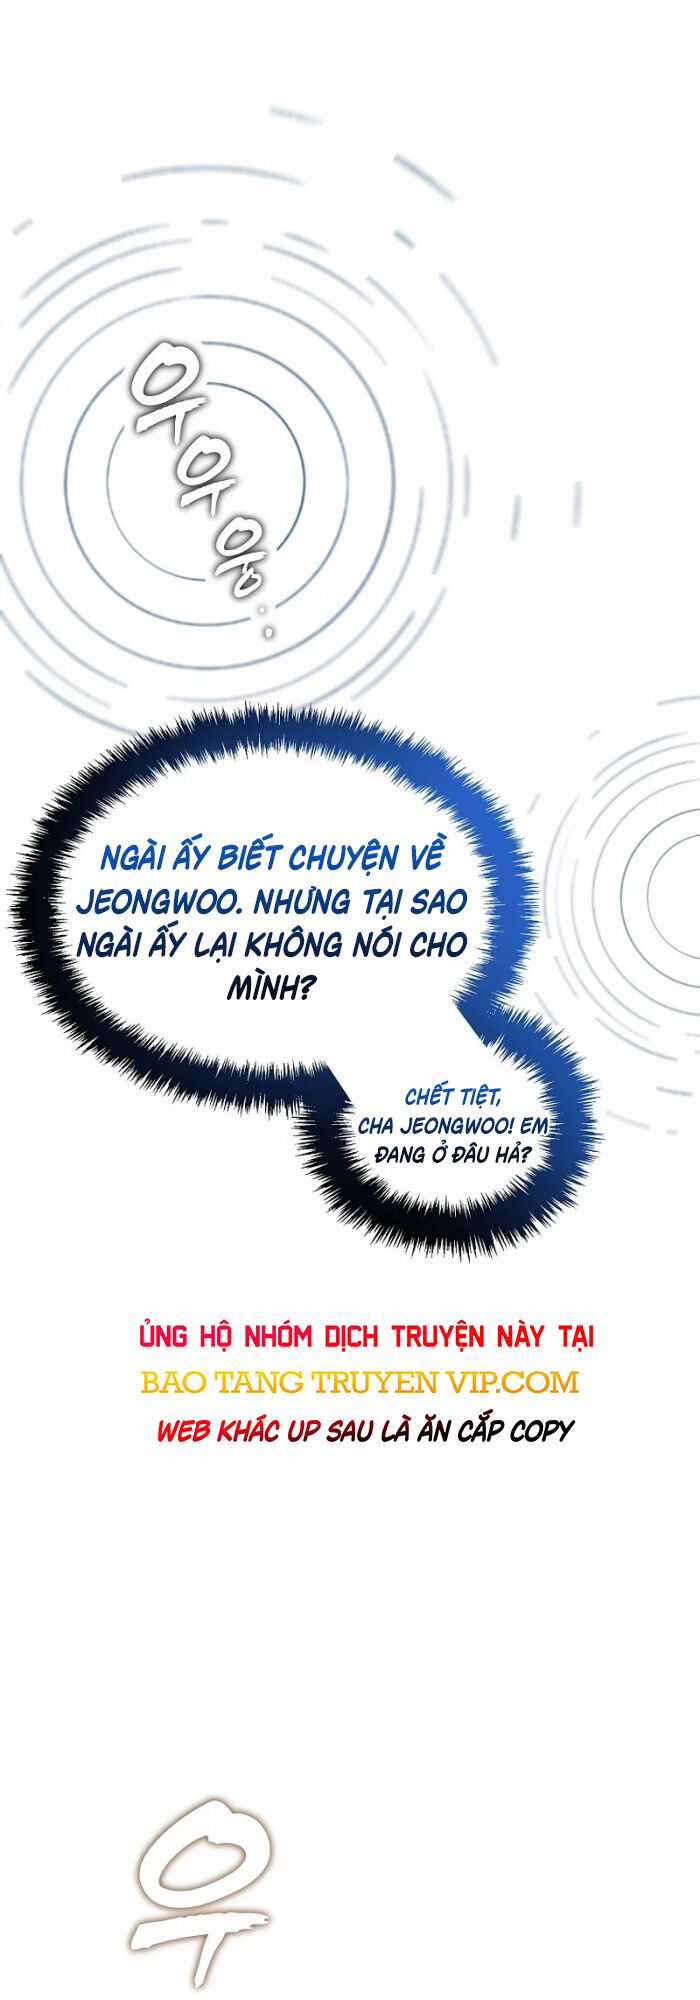 우
우
웅
NGÀI ẤY BIẾT CHUYỆN VỀ
JEONGWOO. NHƯNG TẠI SAO
NGÀI ẤY LẠI KHÔNG NÓI CHO
MÌNH?
CHẾT TIỆT,
CHA JEONGWOO! EM
ĐANG Ở ĐÂU HẢ?
ỦNG HỘ NHÓM DỊCH TRUYỆN NÀY TẠI
BAO TANG TRUYEN VIP.COM
WEB KHÁC UP SAU LÀ ĂN CẮP COPY
우